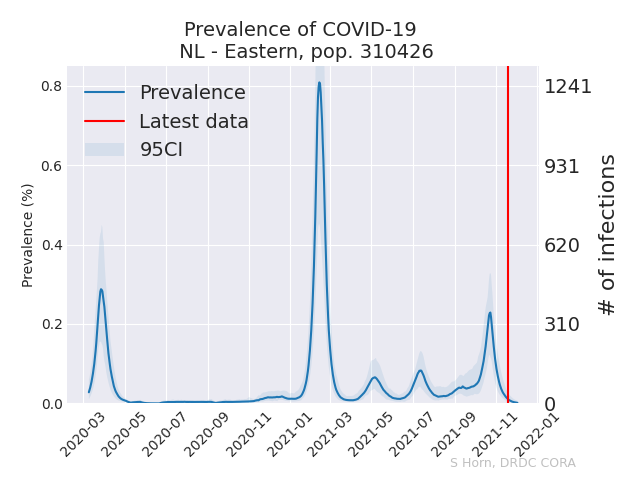 Prevalence of COVID-19
NL - Eastern, pop. 310426
Prevalence
Latest data
95CI
Prevalence (%)
0.8
0.6
0.4
0.2
0.0
1241
931
620
310
0
# of infections
2020-03
2020-05
2020-07
2020-09
2020-11
2021-01
2021-03
2021-05
2021-07
2021-09
2021-11
2022-01
S Horn, DRDC CORA